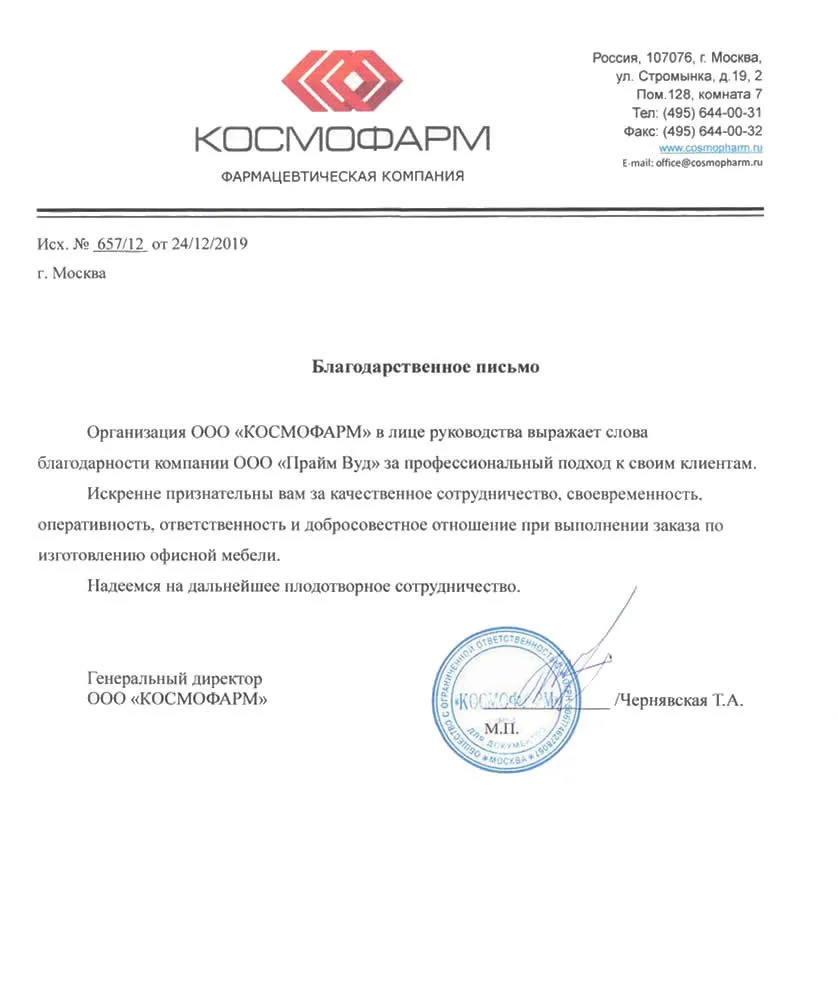 КОСМОФАРМ
ФАРМАЦЕВТИЧЕСКАЯ КОМПАНИЯ
Россия, 107076, г. Москва,
ул. Стромынка, д.19, 2
Пом.128, комната 7
Тел: (495) 644-00-31
Факс: (495) 644-00-32
www.cosmopharm.ru
E-mail: office@cosmopharm.ru
Исх. № 657/12 от 24/12/2019
г. Москва
Благодарственное письмо
Организация ООО «КОСМОФАРМ» в лице руководства выражает слова
благодарности компании ООО «Прайм Вуд» за профессиональный подход к своим клиентам.
Искренне признательны вам за качественное сотрудничество, своевременность,
оперативность, ответственность и добросовестное отношение при выполнении заказа по
изготовлению офисной мебели.
Надеемся на дальнейшее плодотворное сотрудничество.
Генеральный директор
ООО «КОСМОФАРМ»
/Чернявская Т.А.
М.П.
ОБЩЕСТВО С ОГРАНИЧЕННОЙ ОТВЕТСТВЕННОСТЬЮ
«КОСМОФАРМ»
ДЛЯ ДОКУМЕНТОВ
МОСКВА